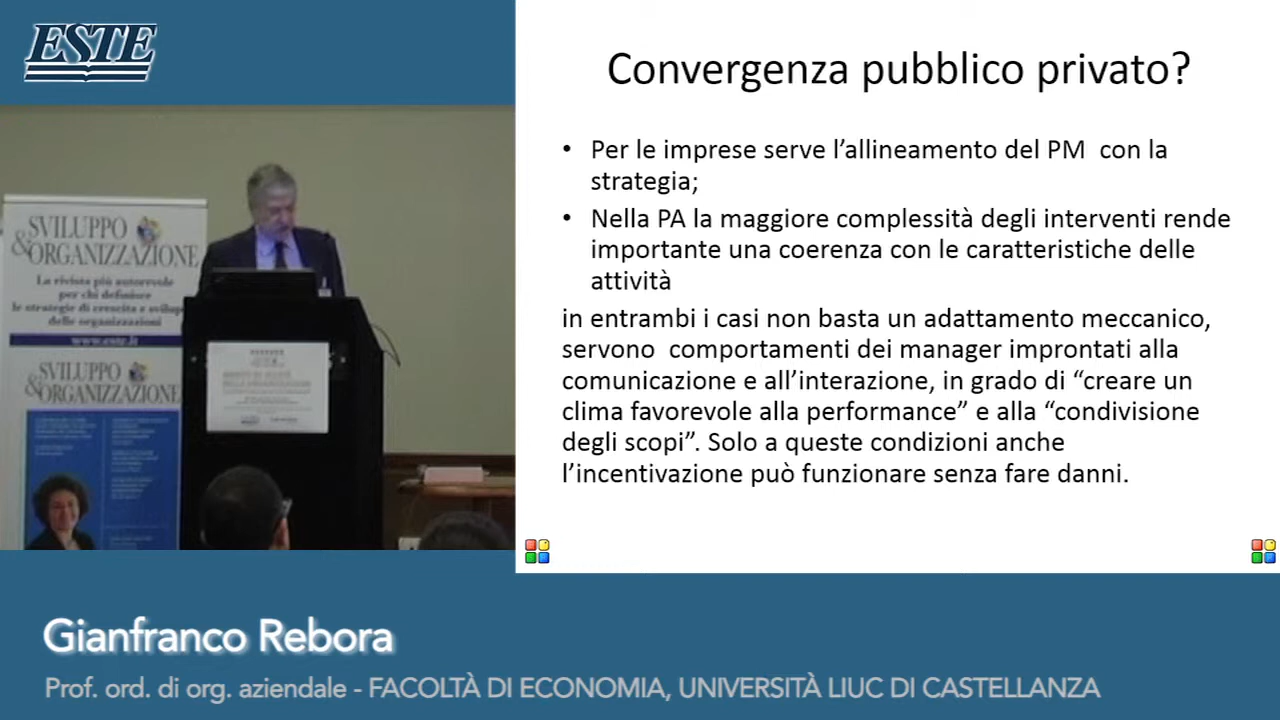 ESTE
Convergenza pubblico privato?
• Per le imprese serve l’allineamento del PM con la
strategia;
• Nella PA la maggiore complessità degli interventi rende
importante una coerenza con le caratteristiche delle
attività
in entrambi i casi non basta un adattamento meccanico,
servono comportamenti dei manager improntati alla
comunicazione e all’interazione, in grado di “creare un
clima favorevole alla performance” e alla “condivisione
degli scopi”. Solo a queste condizioni anche
l’incentivazione può funzionare senza fare danni.
SVILUPPO
&ORGANIZZAZIONE
La rivista più autorevole
per chi definisce
le strategie di crescita e svilup
delle organizzazioni
www.este.it
SVILUPPO
&ORGANIZZAZIONE
Gianfranco Rebora
Prof. ord. di org. aziendale - FACOLTÀ DI ECONOMIA, UNIVERSITÀ LIUC DI CASTELLANZA